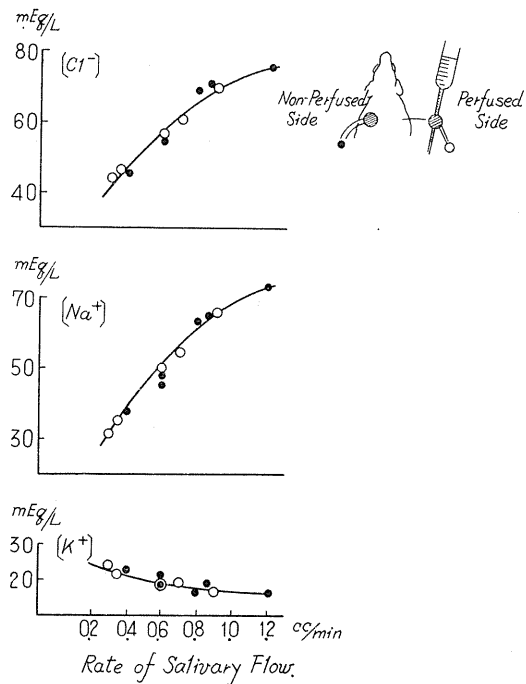 mEq/L
80
(Cl⁻)
60
40
Non-Perfused
Side
Perfused
Side
mEq/L
70
(Na⁺)
50
30
mEq/L
30
(K⁺)
20
0.2 0.4 0.6 0.8 1.0 1.2 cc/min
Rate of Salivary Flow.